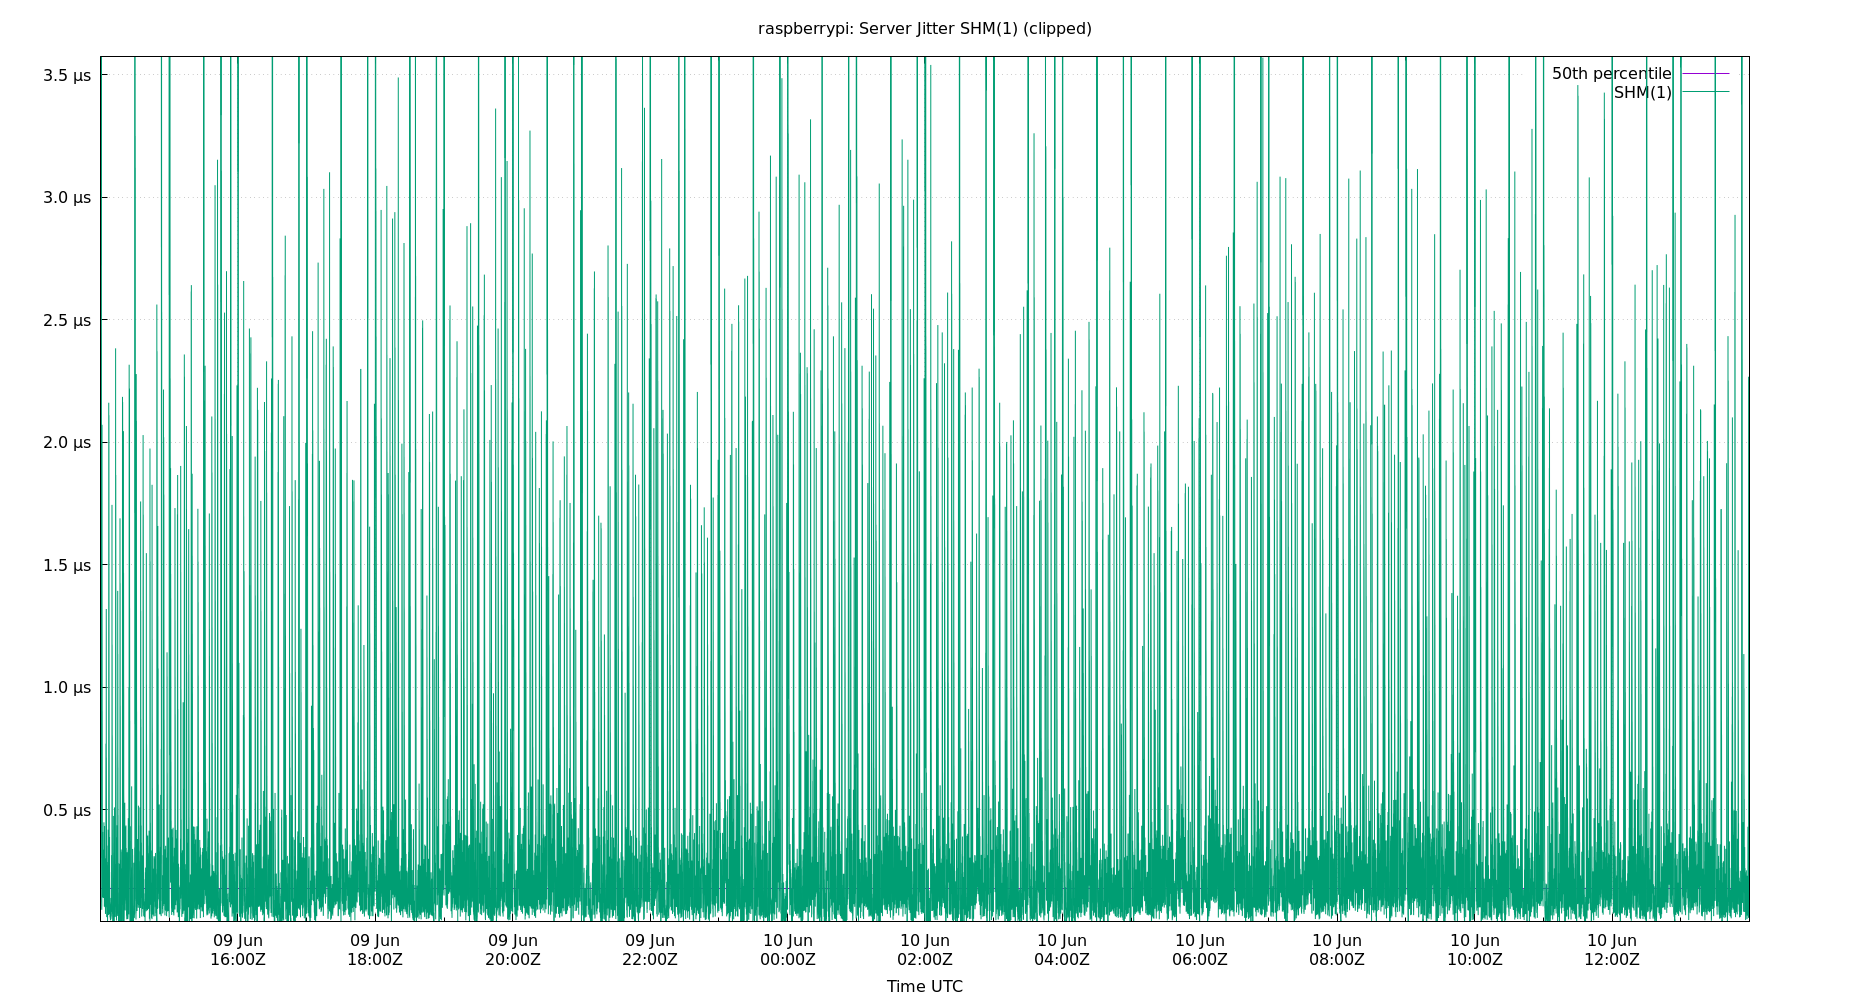 raspberrypi: Server Jitter SHM(1) (clipped)
50th percentile
SHM(1)
3.5 µs
3.0 µs
2.5 µs
2.0 µs
1.5 µs
1.0 µs
0.5 µs
09 Jun 09 Jun 09 Jun 09 Jun 10 Jun 10 Jun 10 Jun 10 Jun 10 Jun 10 Jun 10 Jun
16:00Z 18:00Z 20:00Z 22:00Z 00:00Z 02:00Z 04:00Z 06:00Z 08:00Z 10:00Z 12:00Z
Time UTC